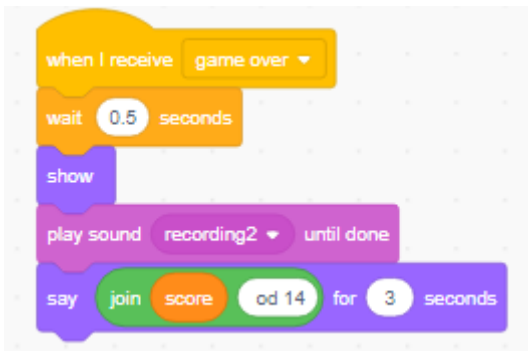 when I receive game over
wait 0.5 seconds
show
play sound recording2 until done
say join score od 14 for 3 seconds